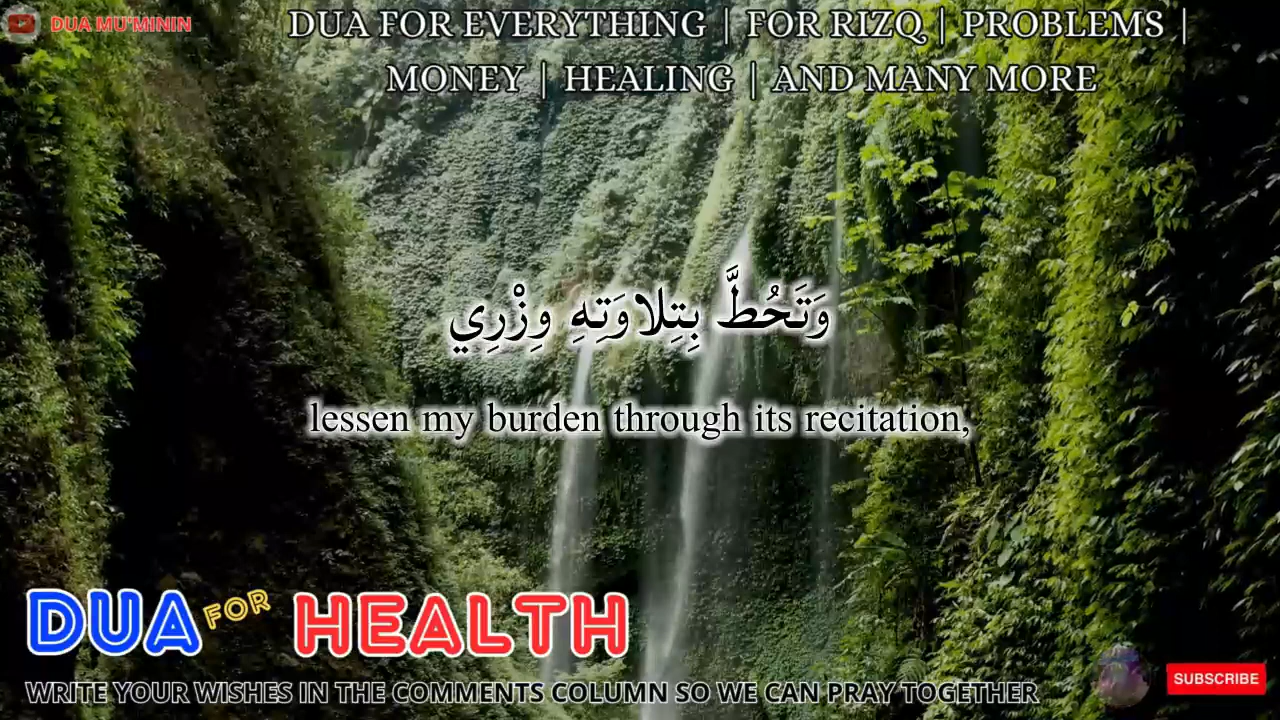 DUA MU'MININ
DUA FOR EVERYTHING | FOR RIZQ | PROBLEMS |
MONEY | HEALING | AND MANY MORE
وَتَحُطَّ بِتِلاوَتِهِ وِزْرِي
lessen my burden through its recitation,
DUA FOR HEALTH
WRITE YOUR WISHES IN THE COMMENTS COLUMN SO WE CAN PRAY TOGETHER
SUBSCRIBE